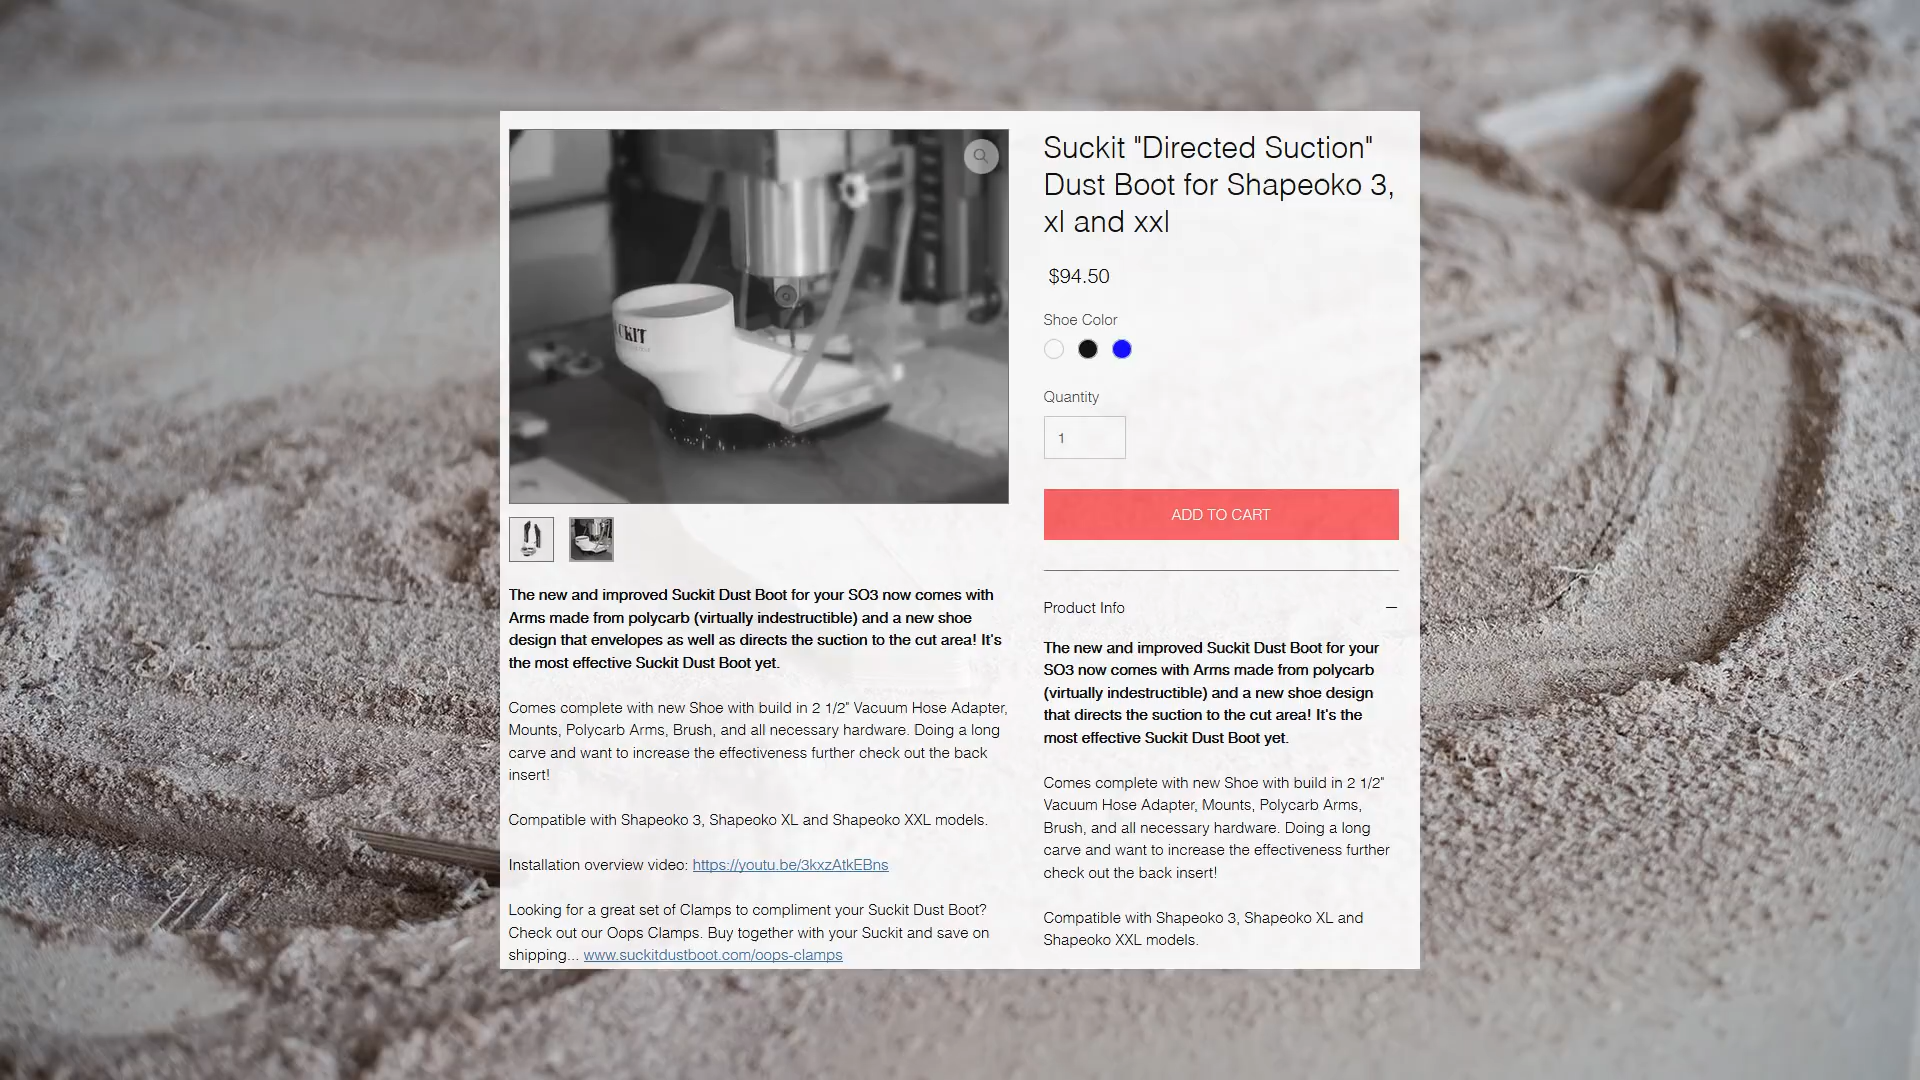 Suckit "Directed Suction"
Dust Boot for Shapeoko 3,
xl and xxl
$94.50
Shoe Color
Quantity
1
ADD TO CART
Product Info
The new and improved Suckit Dust Boot for your
SO3 now comes with Arms made from polycarb
(virtually indestructible) and a new shoe design
that directs the suction to the cut area! It's the
most effective Suckit Dust Boot yet.
Comes complete with new Shoe with build in 2 1/2"
Vacuum Hose Adapter, Mounts, Polycarb Arms,
Brush, and all necessary hardware. Doing a long
carve and want to increase the effectiveness further
check out the back insert!
Compatible with Shapeoko 3, Shapeoko XL and
Shapeoko XXL models.
The new and improved Suckit Dust Boot for your SO3 now comes with
Arms made from polycarb (virtually indestructible) and a new shoe
design that envelopes as well as directs the suction to the cut area! It's
the most effective Suckit Dust Boot yet.
Comes complete with new Shoe with build in 2 1/2" Vacuum Hose Adapter,
Mounts, Polycarb Arms, Brush, and all necessary hardware. Doing a long
carve and want to increase the effectiveness further check out the back
insert!
Compatible with Shapeoko 3, Shapeoko XL and Shapeoko XXL models.
Installation overview video: https://youtu.be/3kxzAtkEBns
Looking for a great set of Clamps to compliment your Suckit Dust Boot?
Check out our Oops Clamps. Buy together with your Suckit and save on
shipping... www.suckitdustboot.com/oops-clamps